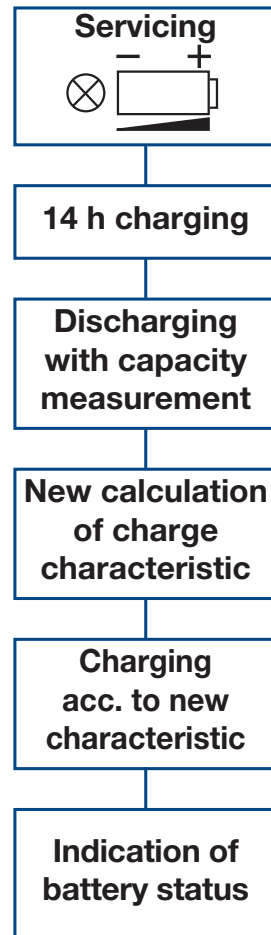 Servicing
− +
14 h charging
Discharging
with capacity
measurement
New calculation
of charge
characteristic
Charging
acc. to new
characteristic
Indication of
battery status